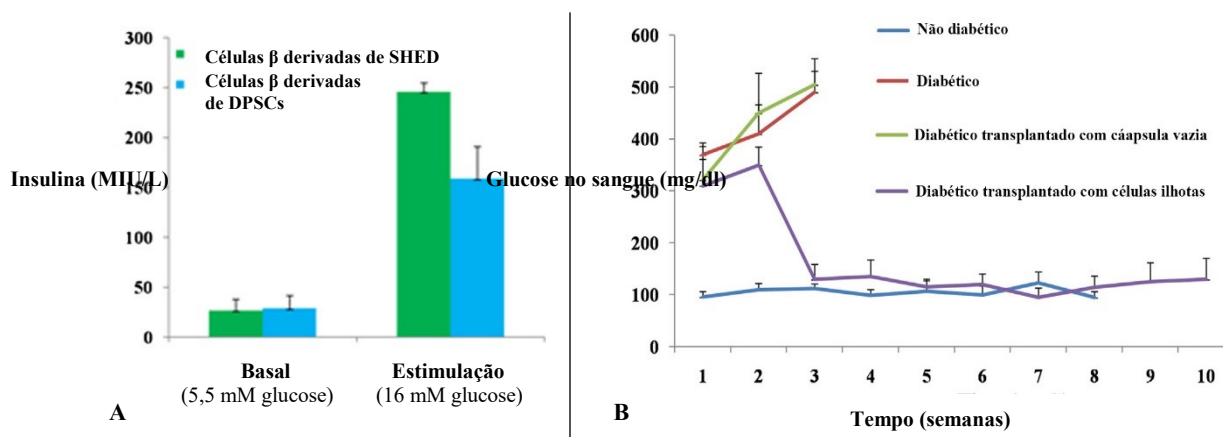 300
250
200
150
100
50
0
Insulina (MIU/L)
Células β derivadas de SHED
Células β derivadas
de DPSCs
Basal
(5,5 mM glucose)
Estimulação
(16 mM glucose)
A
600
500
400
300
200
100
0
Glucose no sangue (mg/dl)
Não diabético
Diabético
Diabético transplantado com cáapsula vazia
Diabético transplantado com células ilhotas
1 2 3 4 5 6 7 8 9 10
Tempo (semanas)
B